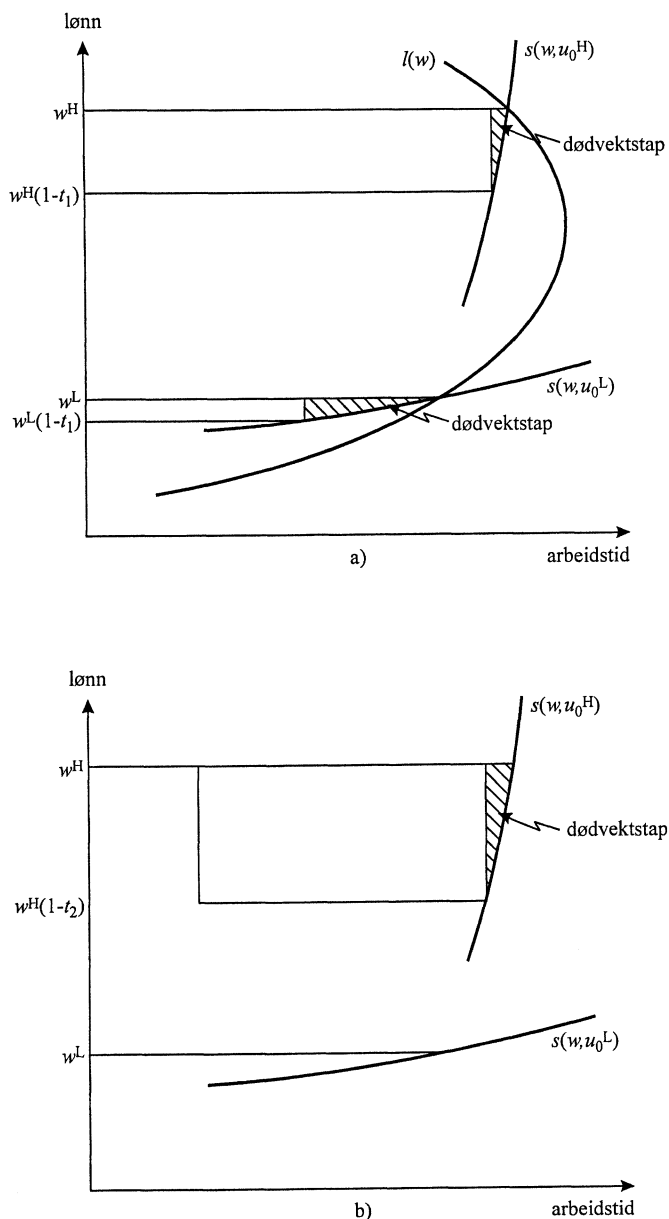 lønn
l(w)
s(w,u₀ᴴ)
wᴴ
dødvektstap
wᴴ(1-t₁)
wᴸ
s(w,u₀ᴸ)
wᴸ(1-t₁)
dødvektstap
a)
arbeidstid
lønn
s(w,u₀ᴴ)
wᴴ
dødvektstap
wᴴ(1-t₂)
wᴸ
s(w,u₀ᴸ)
b)
arbeidstid